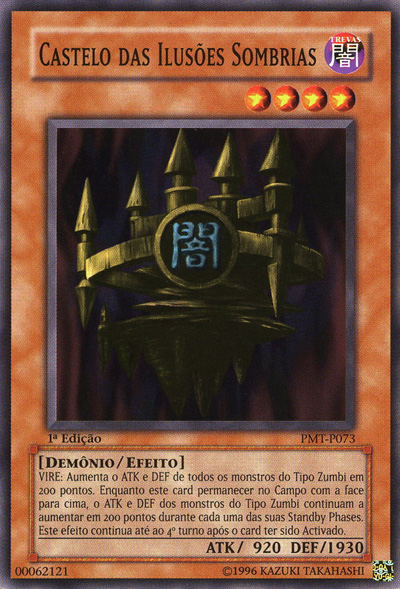 CASTELO DAS ILUSÕES SOMBRIAS
TREVAS
闇
闇
1ª Edição
PMT-P073
[DEMÔNIO/EFEITO]
VIRE: Aumenta o ATK e DEF de todos os monstros do Tipo Zumbi em
200 pontos. Enquanto este card permanecer no Campo com a face
para cima, o ATK e DEF dos monstros do Tipo Zumbi continuam a
aumentar em 200 pontos durante cada uma das suas Standby Phases.
Este efeito continua até ao 4º turno após o card ter sido Activado.
ATK/ 920 DEF/1930
00062121
©1996 KAZUKI TAKAHASHI